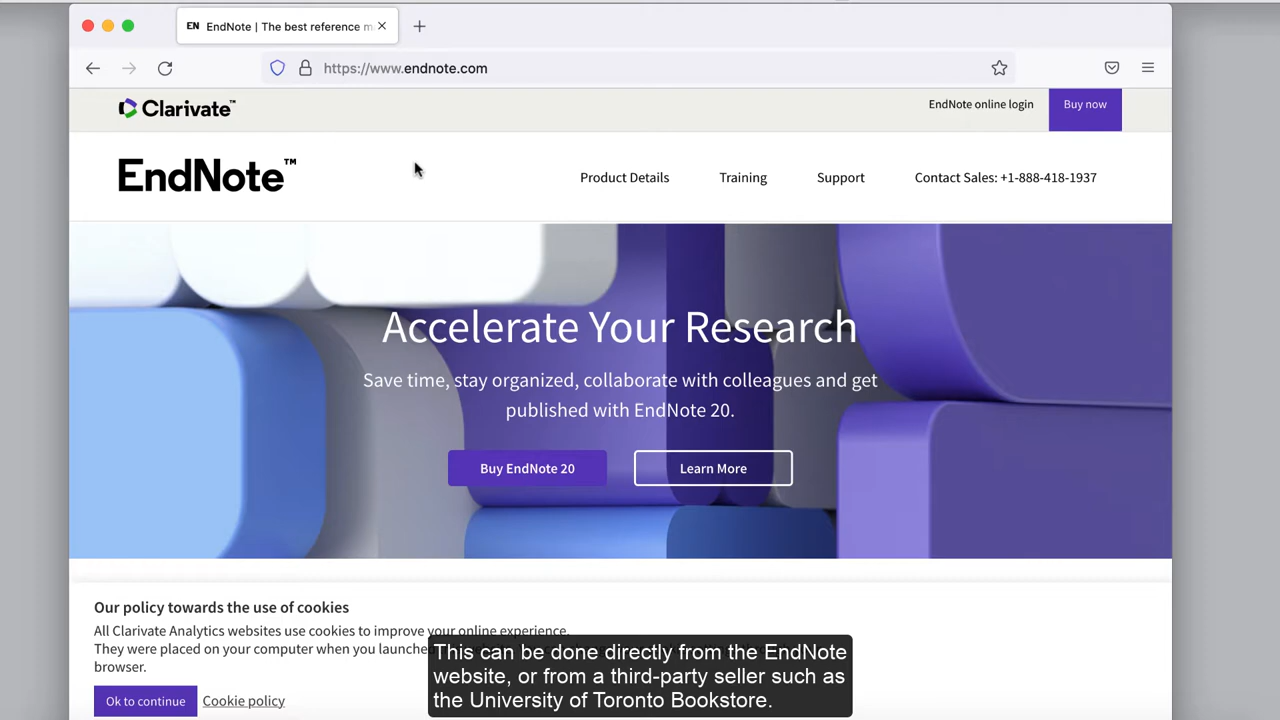 EN EndNote | The best reference m
https://www.endnote.com
Clarivate™
EndNote online login
Buy now
EndNote™
Product Details
Training
Support
Contact Sales: +1-888-418-1937
Accelerate Your Research
Save time, stay organized, collaborate with colleagues and get
published with EndNote 20.
Buy EndNote 20
Learn More
Our policy towards the use of cookies
All Clarivate Analytics websites use cookies to improve your online experience.
They were placed on your computer when you launched
browser.
Ok to continue
Cookie policy
This can be done directly from the EndNote
website, or from a third-party seller such as
the University of Toronto Bookstore.